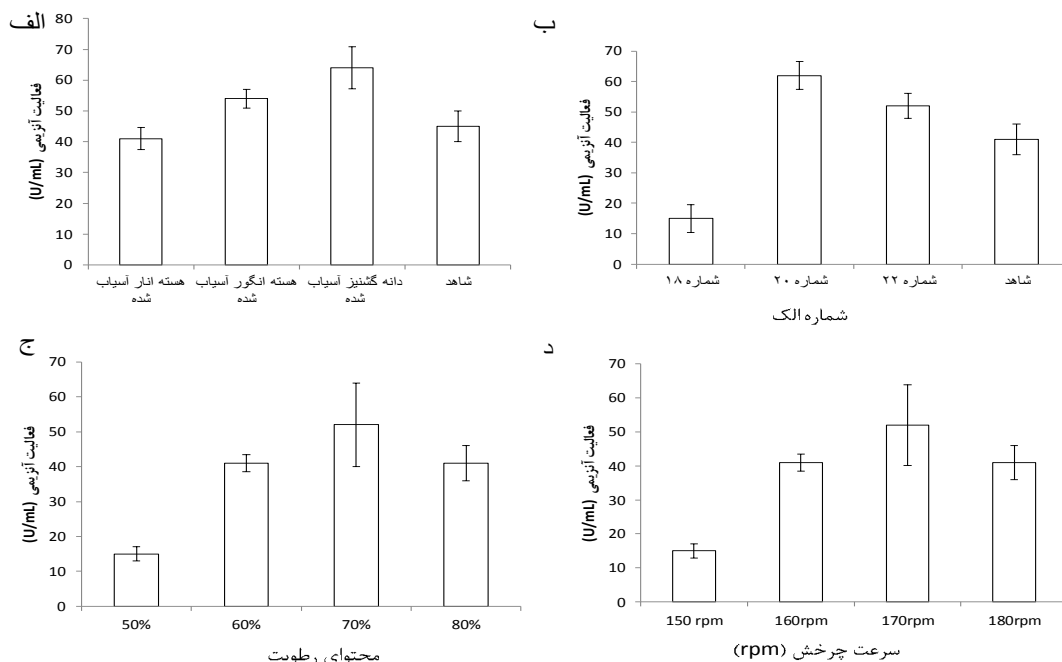 الف
فعالیت آنزیمی (U/mL)
80
70
60
50
40
30
20
10
0
هسته انار آسیاب شده
هسته انگور آسیاب شده
دانه گشنیز آسیاب شده
شاهد
ب
فعالیت آنزیمی (U/mL)
70
60
50
40
30
20
10
0
شماره ۱۸
شماره ۲۰
شماره ۲۲
شاهد
شماره الک
ج
فعالیت آنزیمی (U/mL)
70
60
50
40
30
20
10
0
50%
60%
70%
80%
محتوای رطوبت
فعالیت آنزیمی (U/mL)
70
60
50
40
30
20
10
0
150 rpm
160rpm
170rpm
180rpm
سرعت چرخش (rpm)